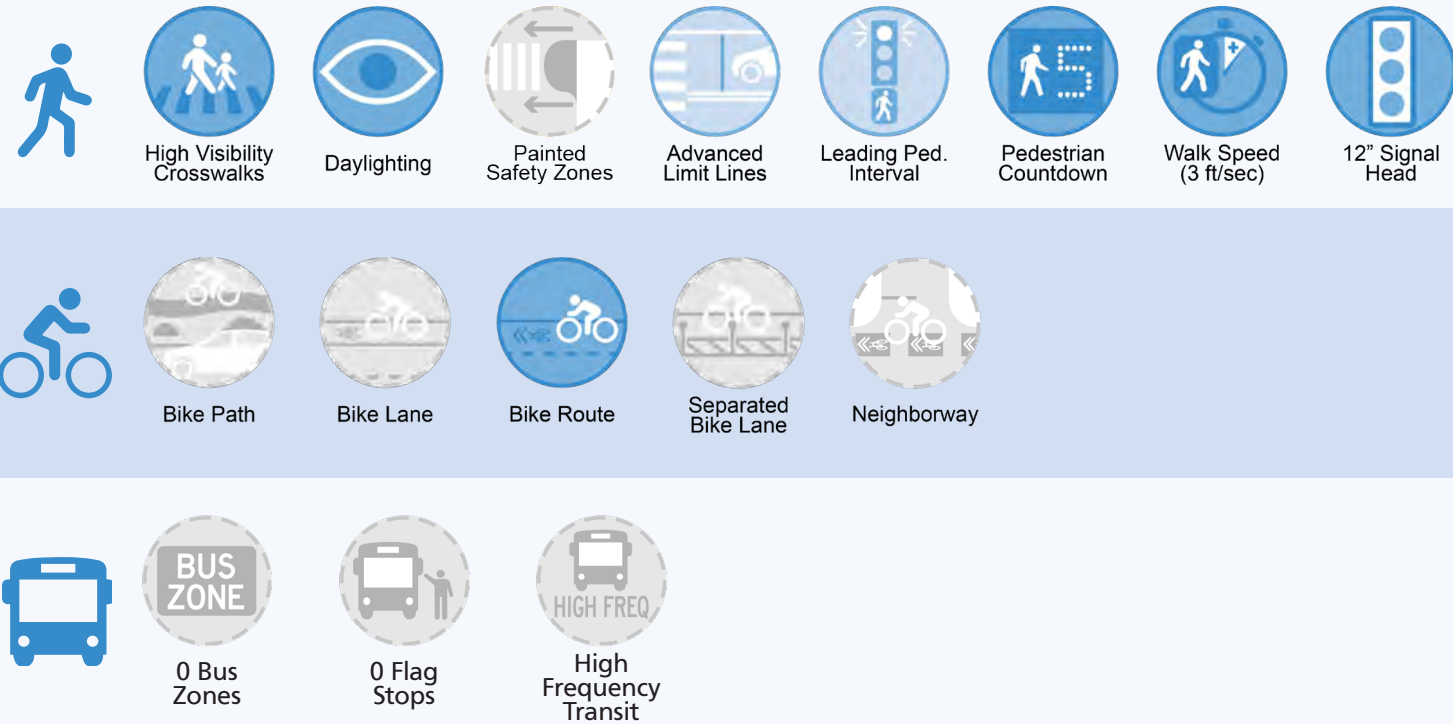 5
High Visibility
Crosswalks
Daylighting
Painted
Safety Zones
Advanced
Limit Lines
Leading Ped.
Interval
Pedestrian
Countdown
Walk Speed
(3 ft/sec)
12” Signal
Head
Bike Path
Bike Lane
Bike Route
Separated
Bike Lane
Neighborway
BUS
ZONE
HIGH FREQ
0 Bus
Zones
0 Flag
Stops
High
Frequency
Transit